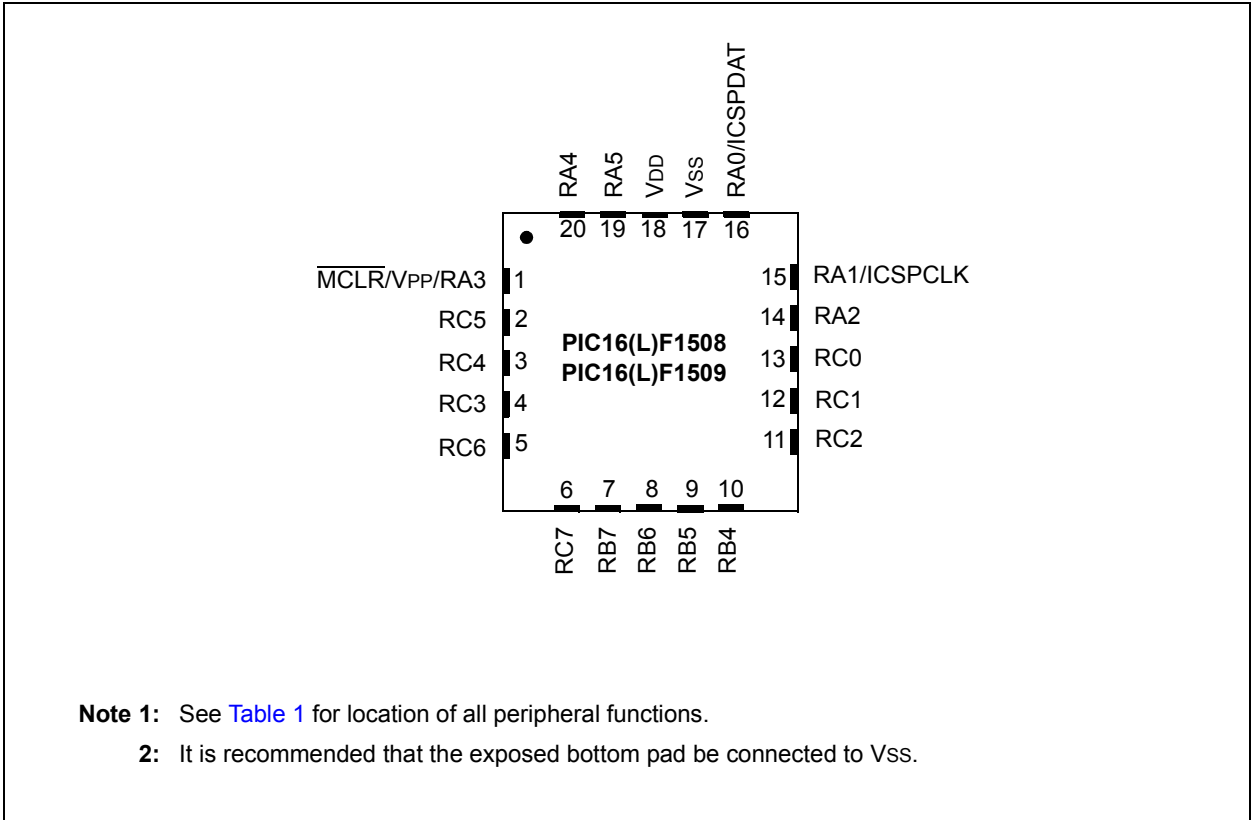 RA4
RA5
VDD
VSS
RA0/ICSPDAT
20 19 18 17 16
MCLR/VPP/RA3 1
15 RA1/ICSPCLK
RC5 2
14 RA2
PIC16(L)F1508
PIC16(L)F1509
RC4 3
13 RC0
RC3 4
12 RC1
RC6 5
11 RC2
6 7 8 9 10
RC7
RB7
RB6
RB5
RB4
Note 1: See Table 1 for location of all peripheral functions.
2: It is recommended that the exposed bottom pad be connected to VSS.